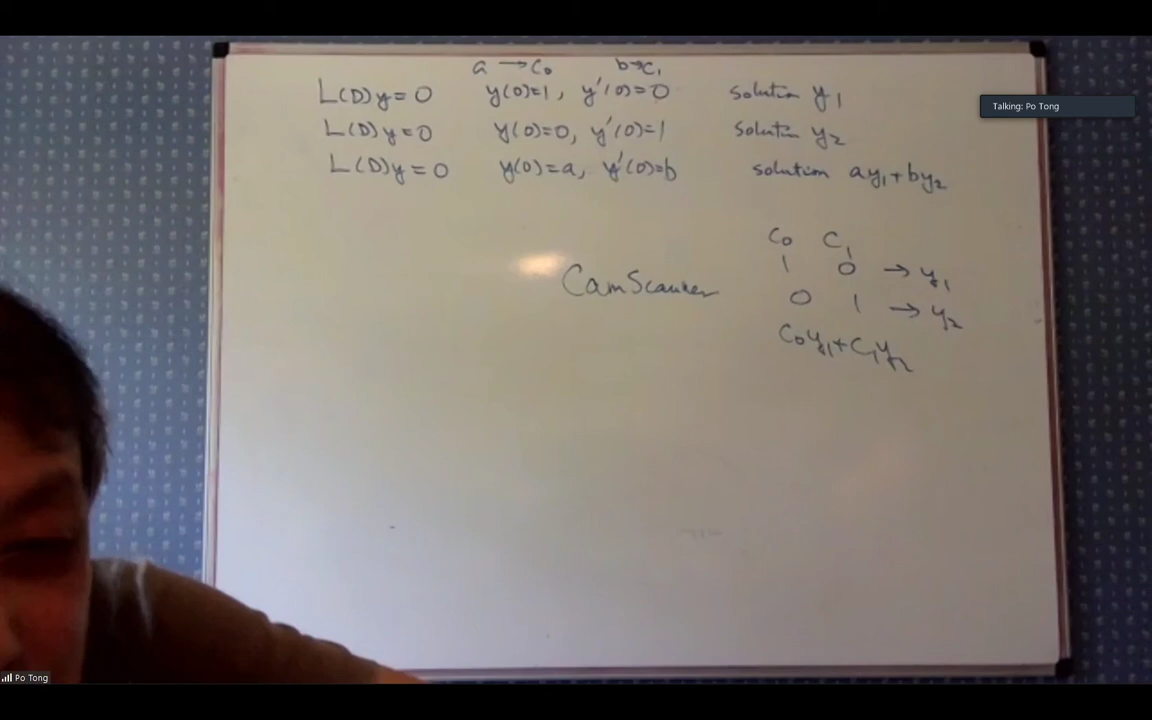 a → C₀ b→C₁
L(D)y=0 y(0)=1, y'(0)=0 solution y₁
L(D)y=0 y(0)=0, y'(0)=1 solution y₂
L(D)y=0 y(0)=a, y'(0)=b solution ay₁+by₂
Talking: Po Tong
C₀ C₁
1 0 → y₁
0 1 → y₂
C₀y₁+C₁y₂
CamScanner
Po Tong